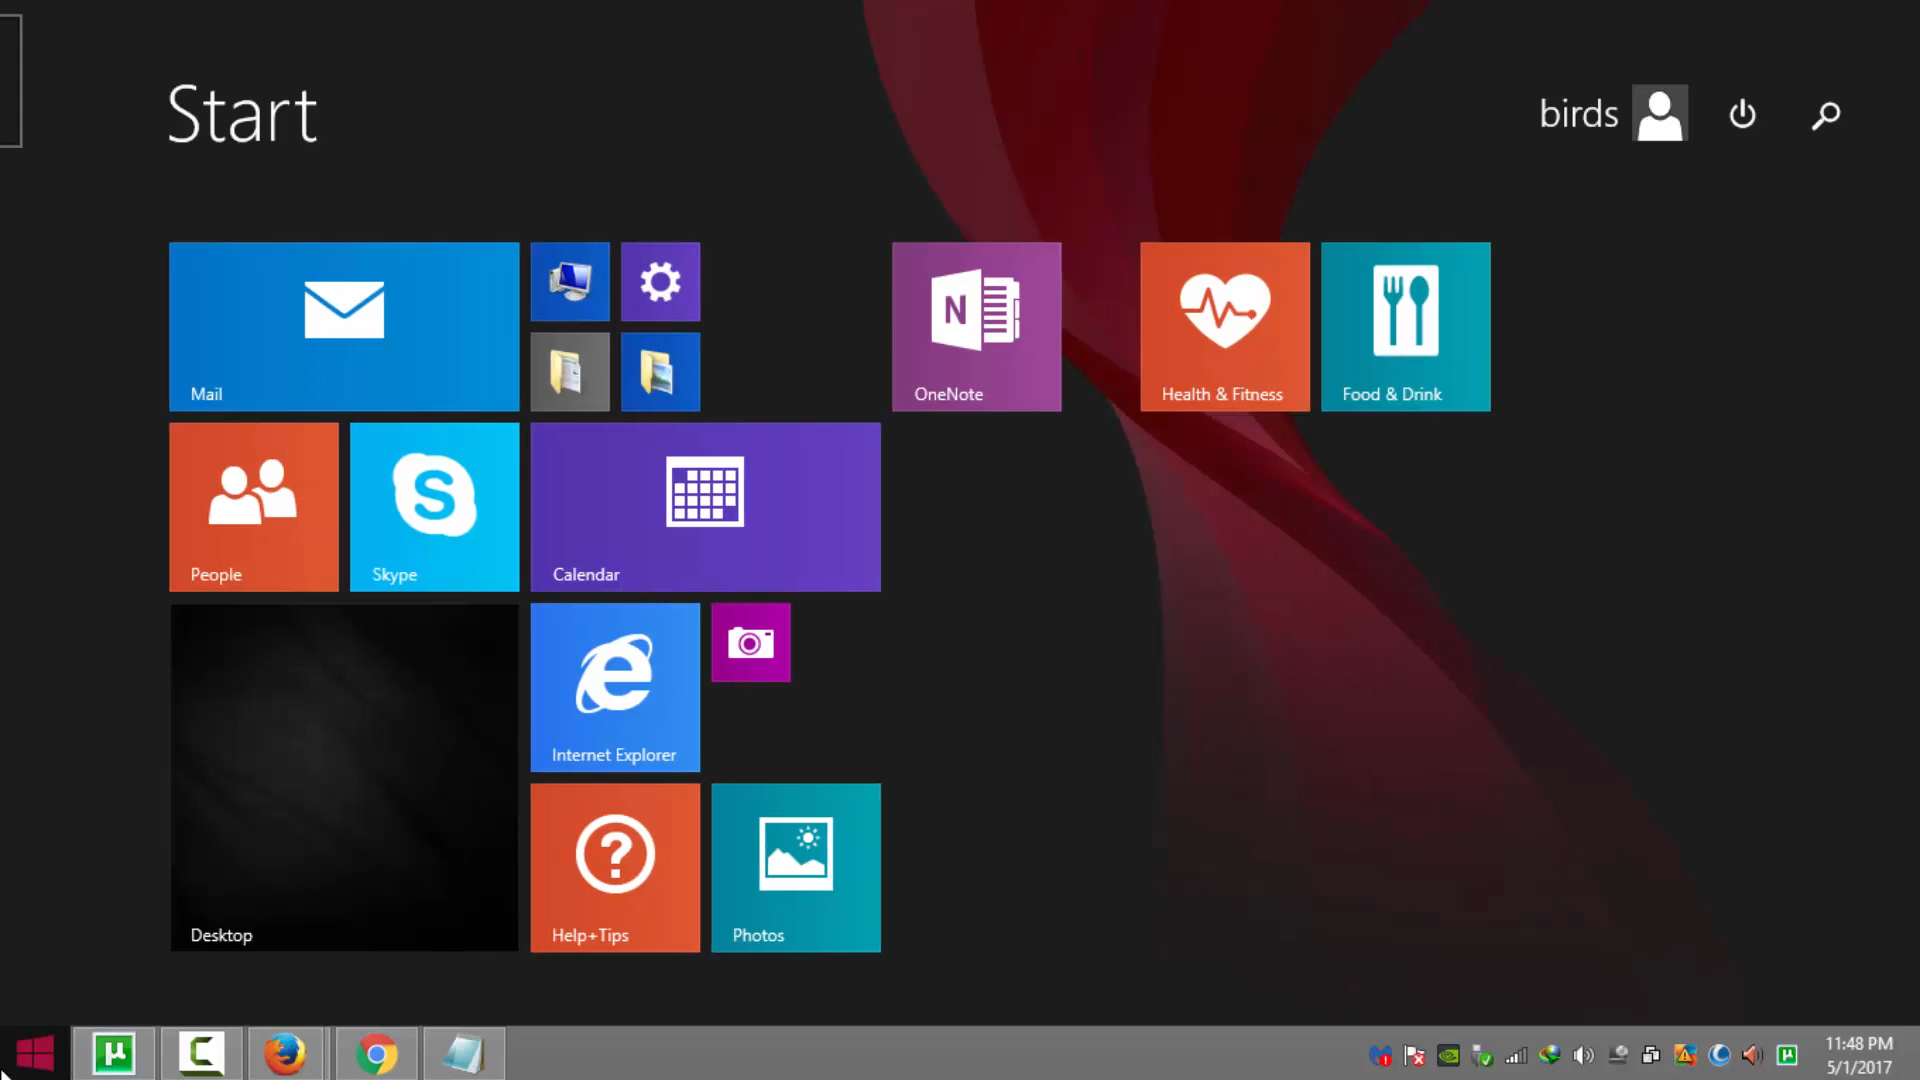 Start
birds
Mail
OneNote
Health & Fitness
Food & Drink
People
Skype
Calendar
Internet Explorer
Desktop
Help+Tips
Photos
11:48 PM
5/1/2017